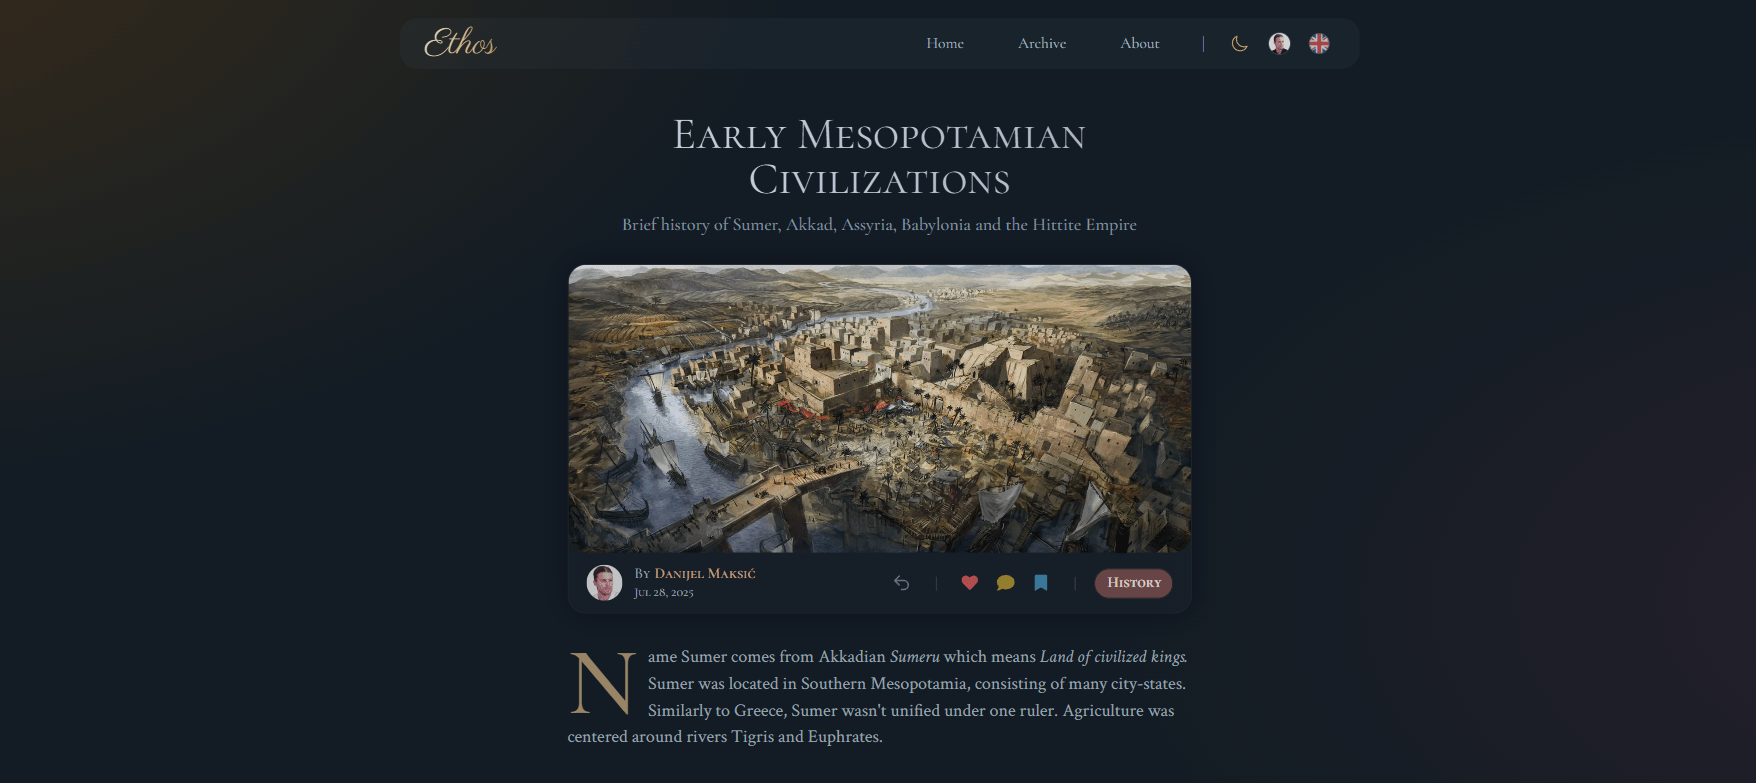 Ethos
Home Archive About
Early Mesopotamian
Civilizations
Brief history of Sumer, Akkad, Assyria, Babylonia and the Hittite Empire
By Danijel Maksić
Jul 28, 2025
History
Name Sumer comes from Akkadian Sumeru which means Land of civilized kings.
Sumer was located in Southern Mesopotamia, consisting of many city-states.
Similarly to Greece, Sumer wasn't unified under one ruler. Agriculture was
centered around rivers Tigris and Euphrates.